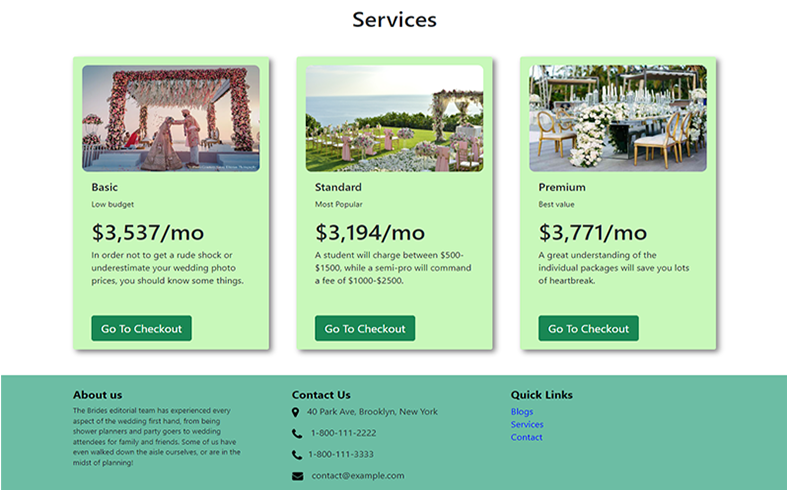 Services
Basic
Low budget
$3,537/mo
In order not to get a rude shock or
underestimate your wedding photo
prices, you should know some things.
Go To Checkout
Standard
Most Popular
$3,194/mo
A student will charge between $500-
$1500, while a semi-pro will command
a fee of $1000-$2500.
Go To Checkout
Premium
Best value
$3,771/mo
A great understanding of the
individual packages will save you lots
of heartbreak.
Go To Checkout
About us
The Brides editorial team has experienced every
aspect of the wedding first hand, from being
shower planners and party goers to wedding
attendees for family and friends. Some of us have
even walked down the aisle ourselves, or are in the
midst of planning!
Contact Us
40 Park Ave, Brooklyn, New York
1-800-111-2222
1-800-111-3333
contact@example.com
Quick Links
Blogs
Services
Contact